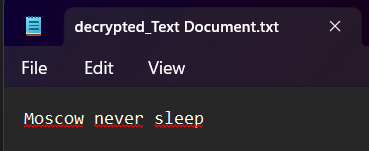 decrypted_Text Document.txt
File Edit View
Moscow never sleep